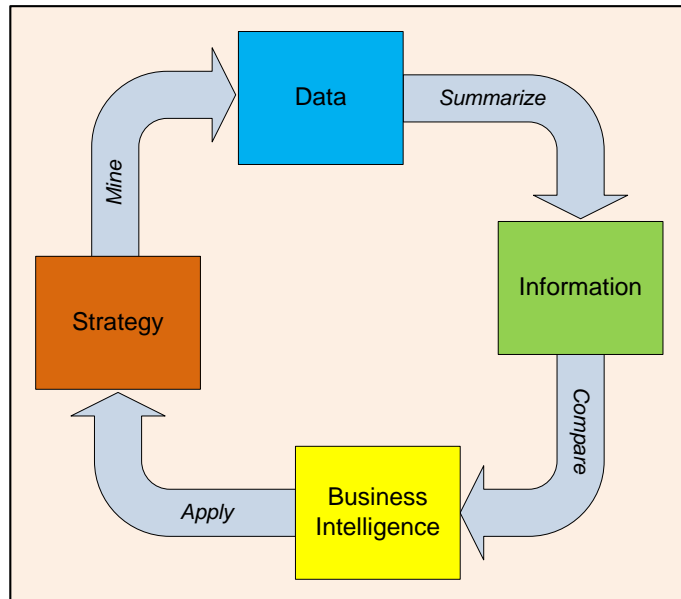 Data
Summarize
Information
Compare
Business
Intelligence
Apply
Strategy
Mine